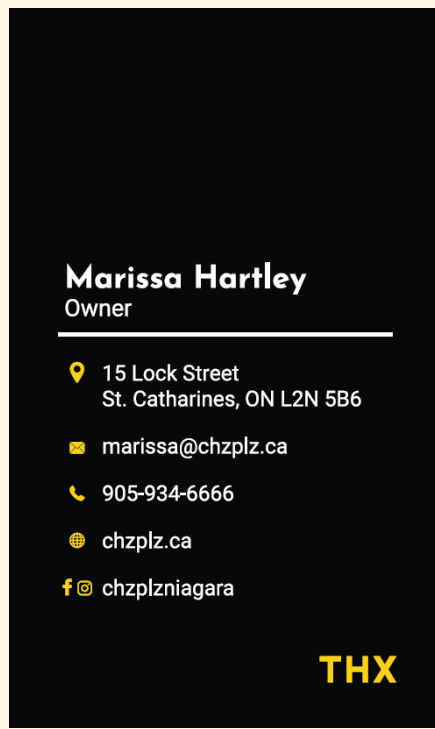 Marissa Hartley
Owner
15 Lock Street
St. Catharines, ON L2N 5B6
marissa@chzplz.ca
905-934-6666
chzplz.ca
chzplzniagara
THX